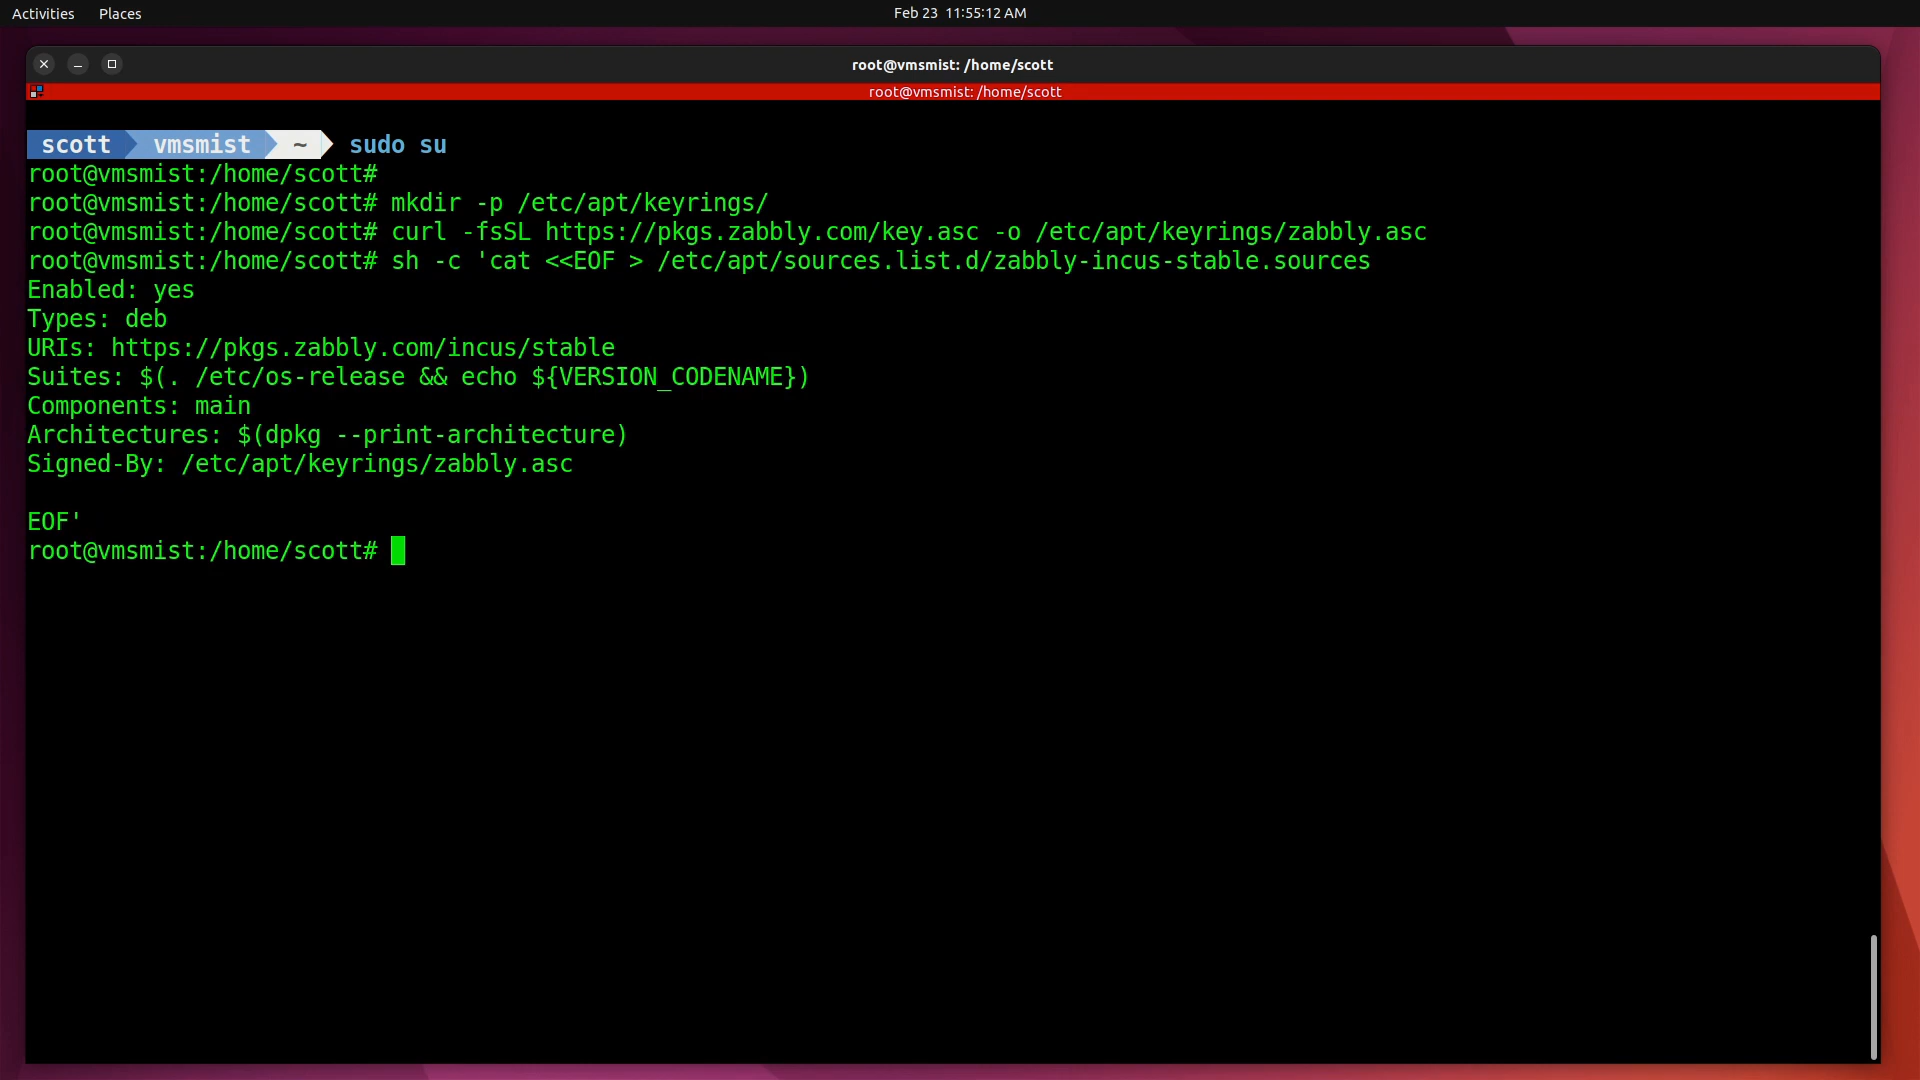 Activities Places Feb 23 11:55:12 AM
root@vmsmist: /home/scott
root@vmsmist: /home/scott
scott vmsmist ~ sudo su
root@vmsmist:/home/scott#
root@vmsmist:/home/scott# mkdir -p /etc/apt/keyrings/
root@vmsmist:/home/scott# curl -fsSL https://pkgs.zabbly.com/key.asc -o /etc/apt/keyrings/zabbly.asc
root@vmsmist:/home/scott# sh -c 'cat <<EOF > /etc/apt/sources.list.d/zabbly-incus-stable.sources
Enabled: yes
Types: deb
URIs: https://pkgs.zabbly.com/incus/stable
Suites: $(. /etc/os-release && echo ${VERSION_CODENAME})
Components: main
Architectures: $(dpkg --print-architecture)
Signed-By: /etc/apt/keyrings/zabbly.asc
EOF'
root@vmsmist:/home/scott#